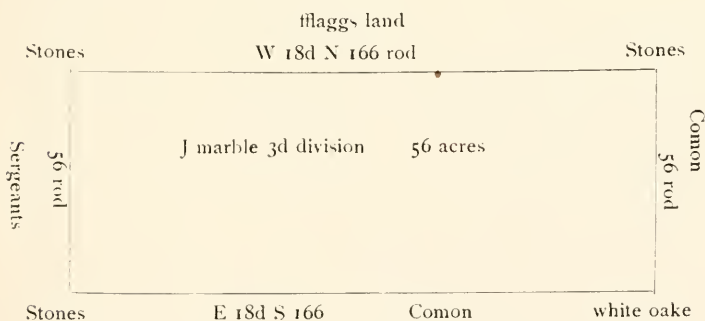 fflaggs land
Stones W 18d N 166 rod Stones
Sergeants
56 rod
J marble 3d division 56 acres
56 rod
Comon
Stones E 18d S 166 Comon white oake